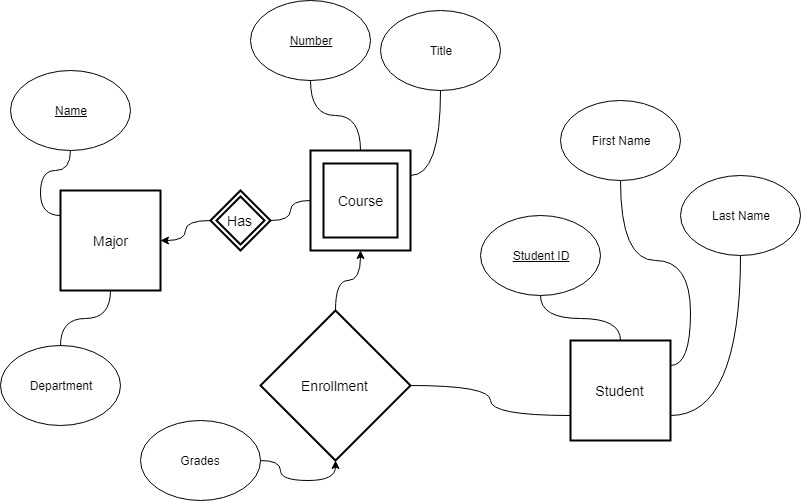 Number
Title
Name
First Name
Course
Last Name
Has
Major
Student ID
Department
Enrollment
Student
Grades